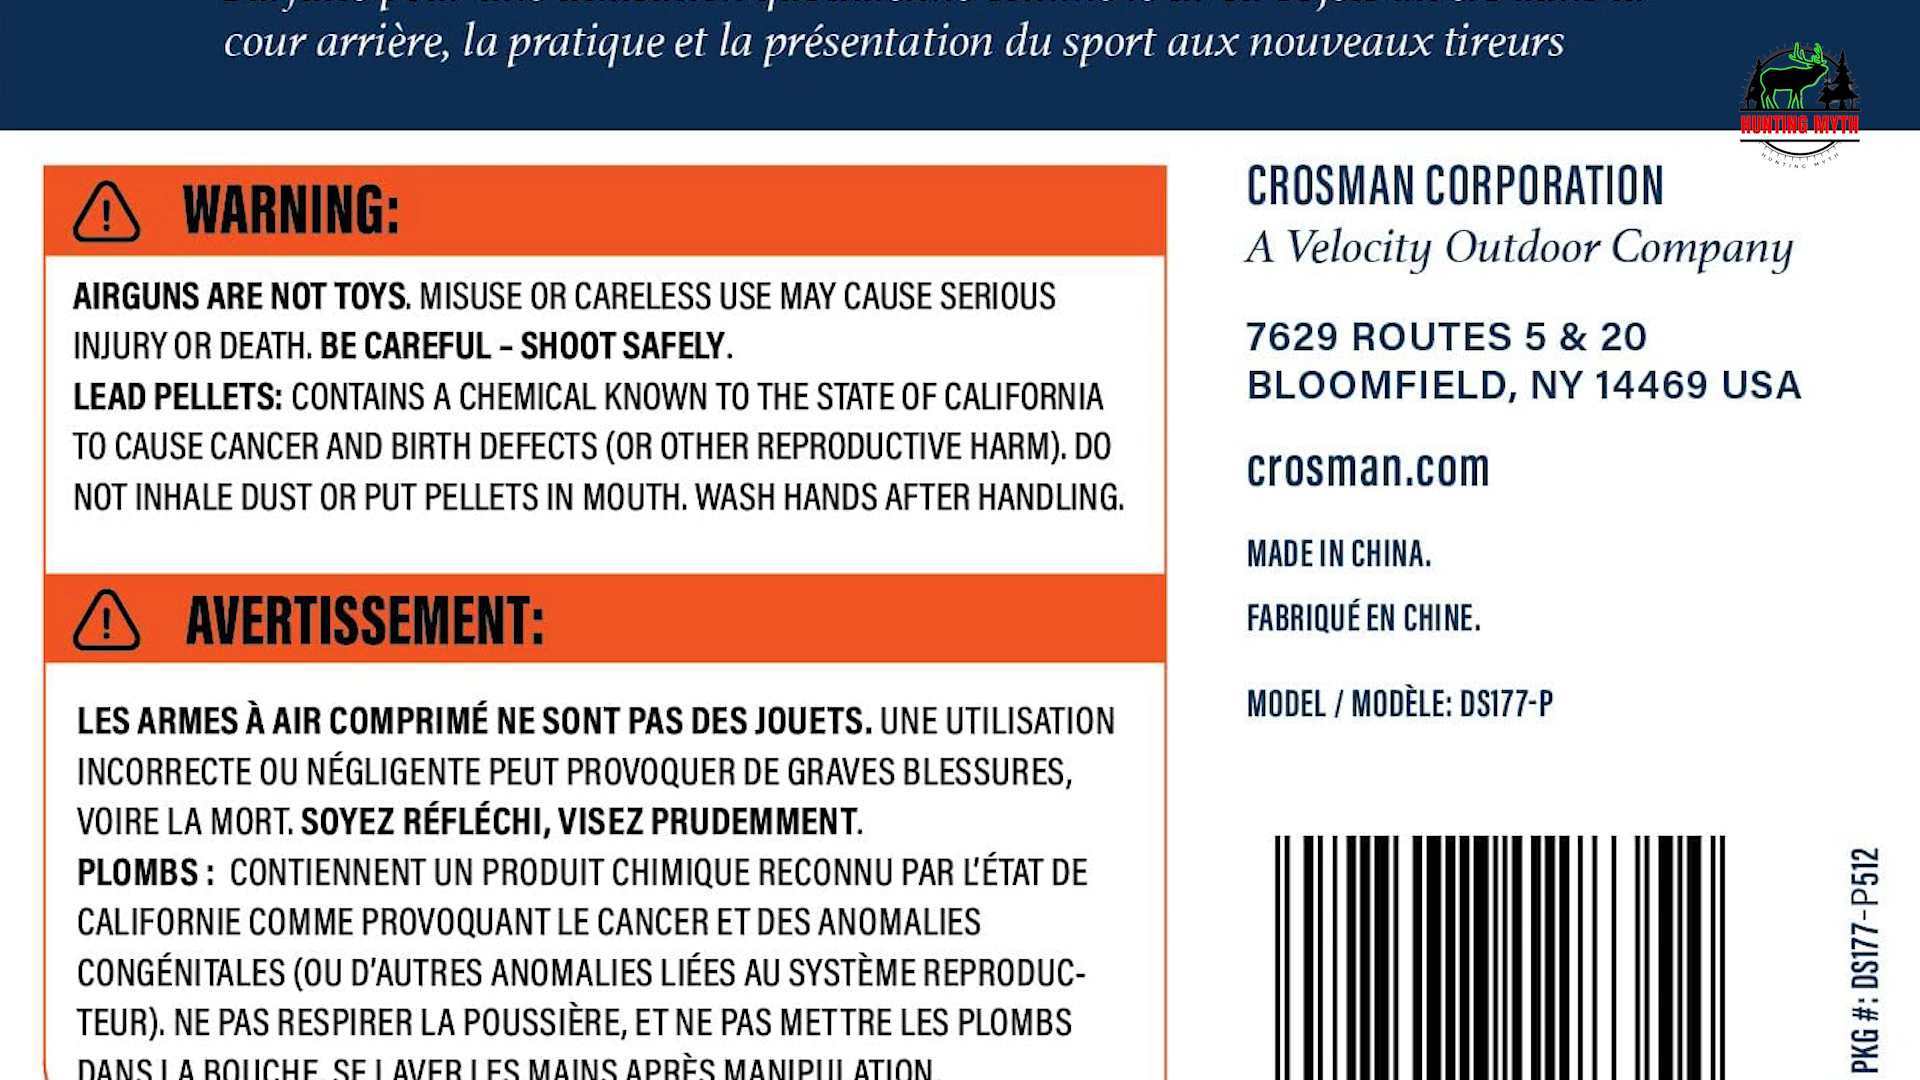 cour arrière, la pratique et la présentation du sport aux nouveaux tireurs
HUNTING MYTH
HUNTING MYTH
WARNING:
AIRGUNS ARE NOT TOYS. MISUSE OR CARELESS USE MAY CAUSE SERIOUS
INJURY OR DEATH. BE CAREFUL – SHOOT SAFELY.
LEAD PELLETS: CONTAINS A CHEMICAL KNOWN TO THE STATE OF CALIFORNIA
TO CAUSE CANCER AND BIRTH DEFECTS (OR OTHER REPRODUCTIVE HARM). DO
NOT INHALE DUST OR PUT PELLETS IN MOUTH. WASH HANDS AFTER HANDLING.
AVERTISSEMENT:
LES ARMES À AIR COMPRIMÉ NE SONT PAS DES JOUETS. UNE UTILISATION
INCORRECTE OU NÉGLIGENTE PEUT PROVOQUER DE GRAVES BLESSURES,
VOIRE LA MORT. SOYEZ RÉFLÉCHI, VISEZ PRUDEMMENT.
PLOMBS : CONTIENNENT UN PRODUIT CHIMIQUE RECONNU PAR L'ÉTAT DE
CALIFORNIE COMME PROVOQUANT LE CANCER ET DES ANOMALIES
CONGÉNITALES (OU D'AUTRES ANOMALIES LIÉES AU SYSTÈME REPRODUC-
TEUR). NE PAS RESPIRER LA POUSSIÈRE, ET NE PAS METTRE LES PLOMBS
DANS LA BOUCHE. SE LAVER LES MAINS APRÈS MANIPULATION.
CROSMAN CORPORATION
A Velocity Outdoor Company
7629 ROUTES 5 & 20
BLOOMFIELD, NY 14469 USA
crosman.com
MADE IN CHINA.
FABRIQUÉ EN CHINE.
MODEL / MODÈLE: DS177-P
PKG #: DS177-P512